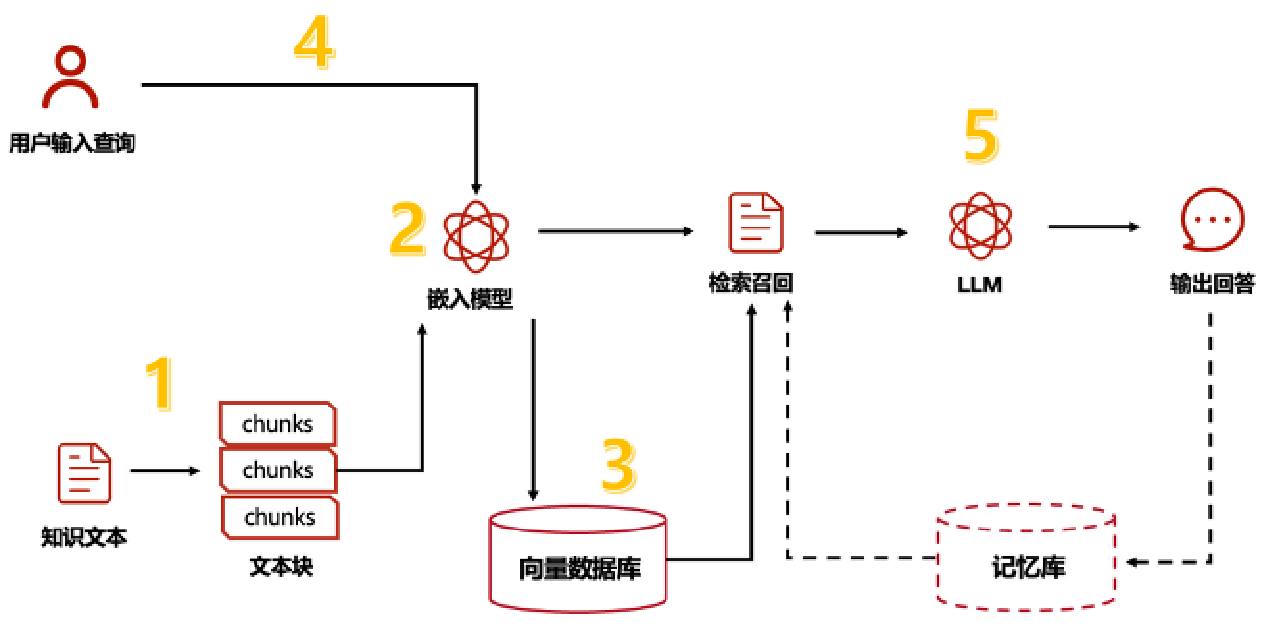 4
用户输入查询
5
2
嵌入模型
检索召回
LLM
输出回答
1
chunks
chunks
chunks
知识文本
文本块
3
向量数据库
记忆库